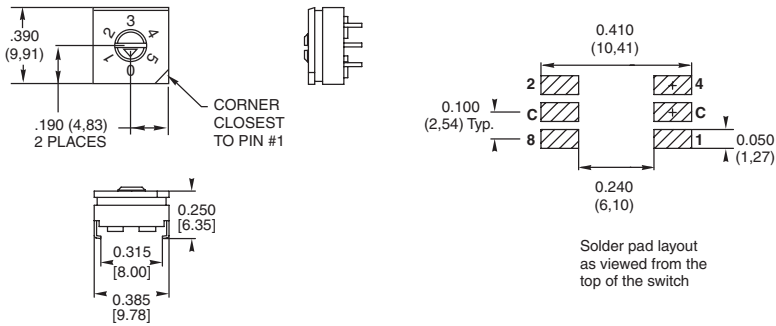 .390
(9,91)
3
2
4
1
5
0
.190 (4,83)
2 PLACES
CORNER
CLOSEST
TO PIN #1
0.410
(10,41)
2
4
0.100
(2,54) Typ.
C
C
8
1
0.050
(1,27)
0.240
(6,10)
0.250
[6.35]
0.315
[8.00]
0.385
[9.78]
Solder pad layout
as viewed from the
top of the switch